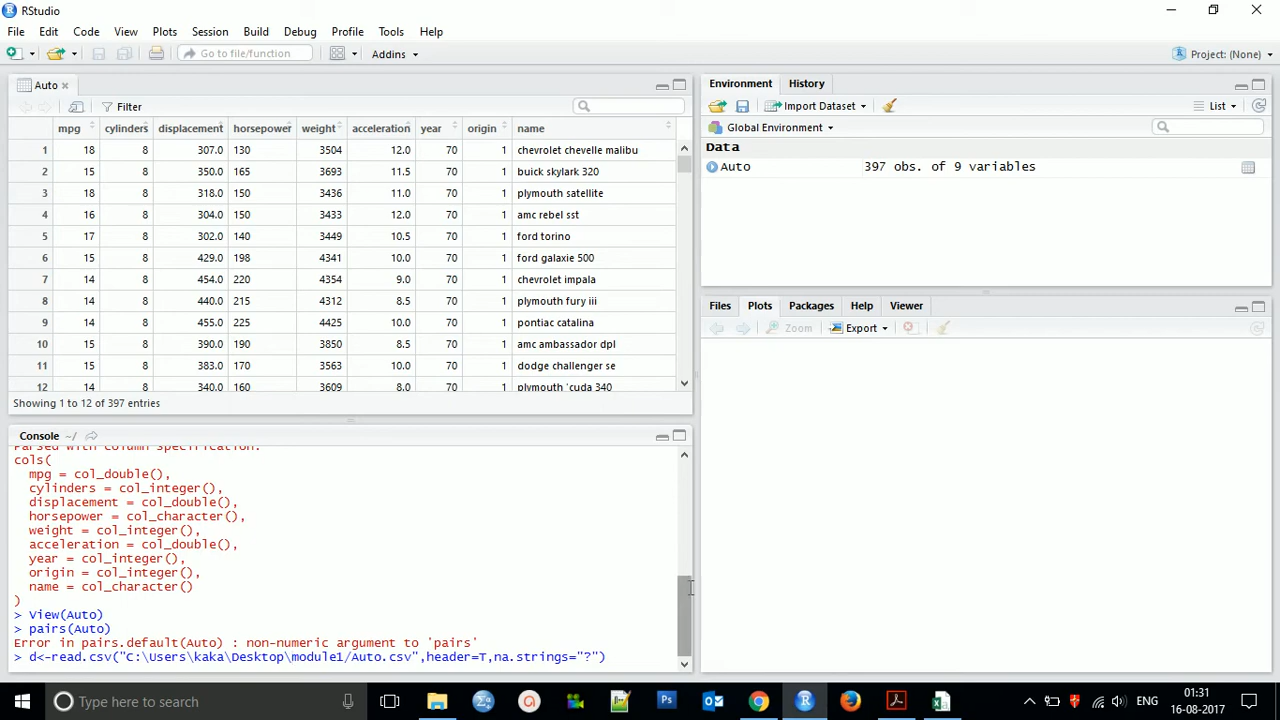 RStudio
File Edit Code View Plots Session Build Debug Profile Tools Help
Go to file/function Addins Project: (None)
Auto
Filter
mpg cylinders displacement horsepower weight acceleration year origin name
1 18 8 307.0 130 3504 12.0 70 1 chevrolet chevelle malibu
2 15 8 350.0 165 3693 11.5 70 1 buick skylark 320
3 18 8 318.0 150 3436 11.0 70 1 plymouth satellite
4 16 8 304.0 150 3433 12.0 70 1 amc rebel sst
5 17 8 302.0 140 3449 10.5 70 1 ford torino
6 15 8 429.0 198 4341 10.0 70 1 ford galaxie 500
7 14 8 454.0 220 4354 9.0 70 1 chevrolet impala
8 14 8 440.0 215 4312 8.5 70 1 plymouth fury iii
9 14 8 455.0 225 4425 10.0 70 1 pontiac catalina
10 15 8 390.0 190 3850 8.5 70 1 amc ambassador dpl
11 15 8 383.0 170 3563 10.0 70 1 dodge challenger se
12 14 8 340.0 160 3609 8.0 70 1 plymouth 'cuda 340
Showing 1 to 12 of 397 entries
Console ~/
Parsed with column specification:
cols(
mpg = col_double(),
cylinders = col_integer(),
displacement = col_double(),
horsepower = col_character(),
weight = col_integer(),
acceleration = col_double(),
year = col_integer(),
origin = col_integer(),
name = col_character()
)
> View(Auto)
> pairs(Auto)
Error in pairs.default(Auto) : non-numeric argument to 'pairs'
> d<-read.csv("C:\Users\kaka\Desktop\module1/Auto.csv",header=T,na.strings="?")
Environment History
Import Dataset List
Global Environment
Data
Auto 397 obs. of 9 variables
Files Plots Packages Help Viewer
Zoom Export
Type here to search
Ps
ENG
01:31
16-08-2017